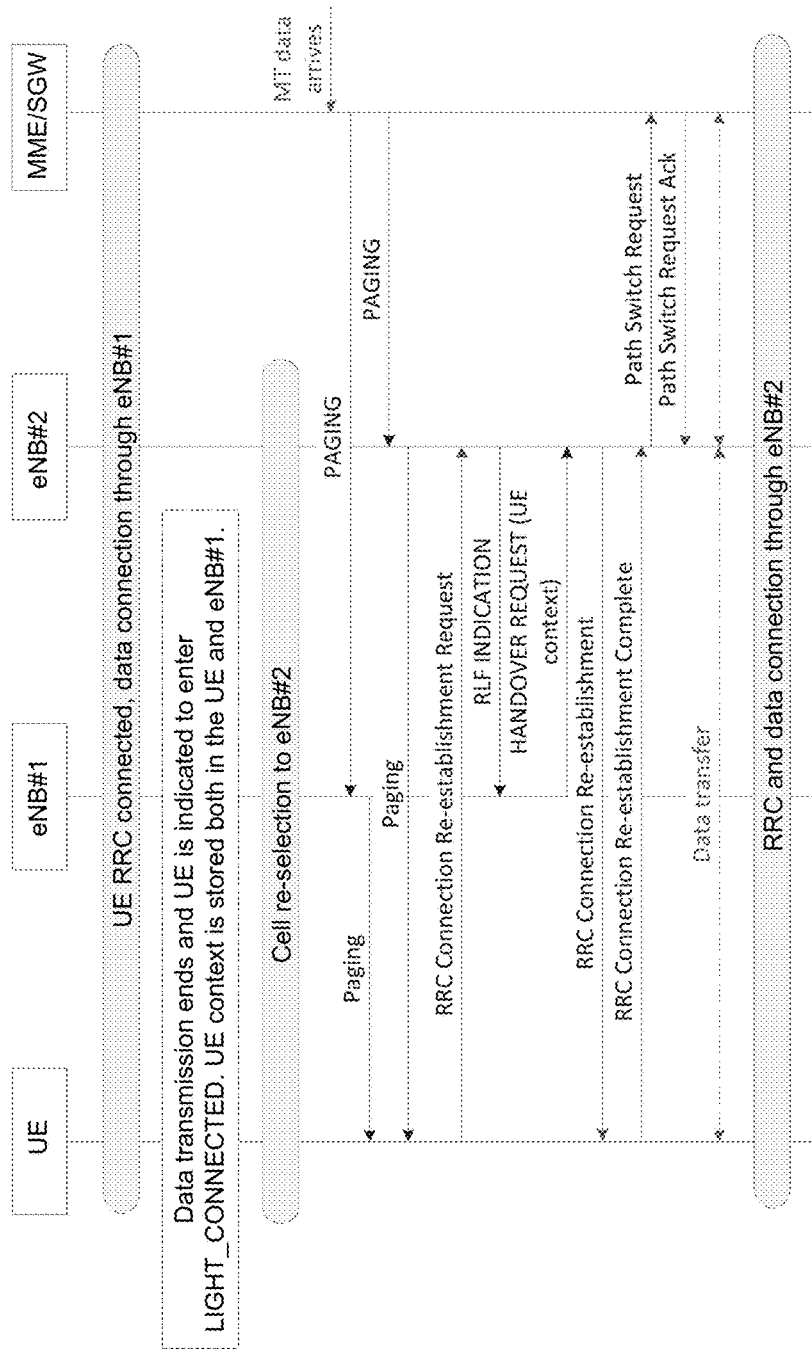 UE
eNB#1
eNB#2
MME/SGW
UE RRC connected, data connection through eNB#1
Data transmission ends and UE is indicated to enter
LIGHT_CONNECTED. UE context is stored both in the UE and eNB#1.
Cell re-selection to eNB#2
MT data
arrives
PAGING
PAGING
Paging
Paging
RRC Connection Re-establishment Request
RLF INDICATION
HANDOVER REQUEST (UE
context)
RRC Connection Re-establishment
RRC Connection Re-establishment Complete
Path Switch Request
Path Switch Request Ack
Data transfer
RRC and data connection through eNB#2